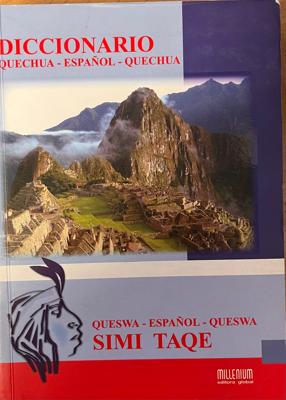 DICCIONARIO
QUECHUA - ESPAÑOL - QUECHUA
QUESWA - ESPAÑOL - QUESWA
SIMI TAQE
MILLENIUM
editora global